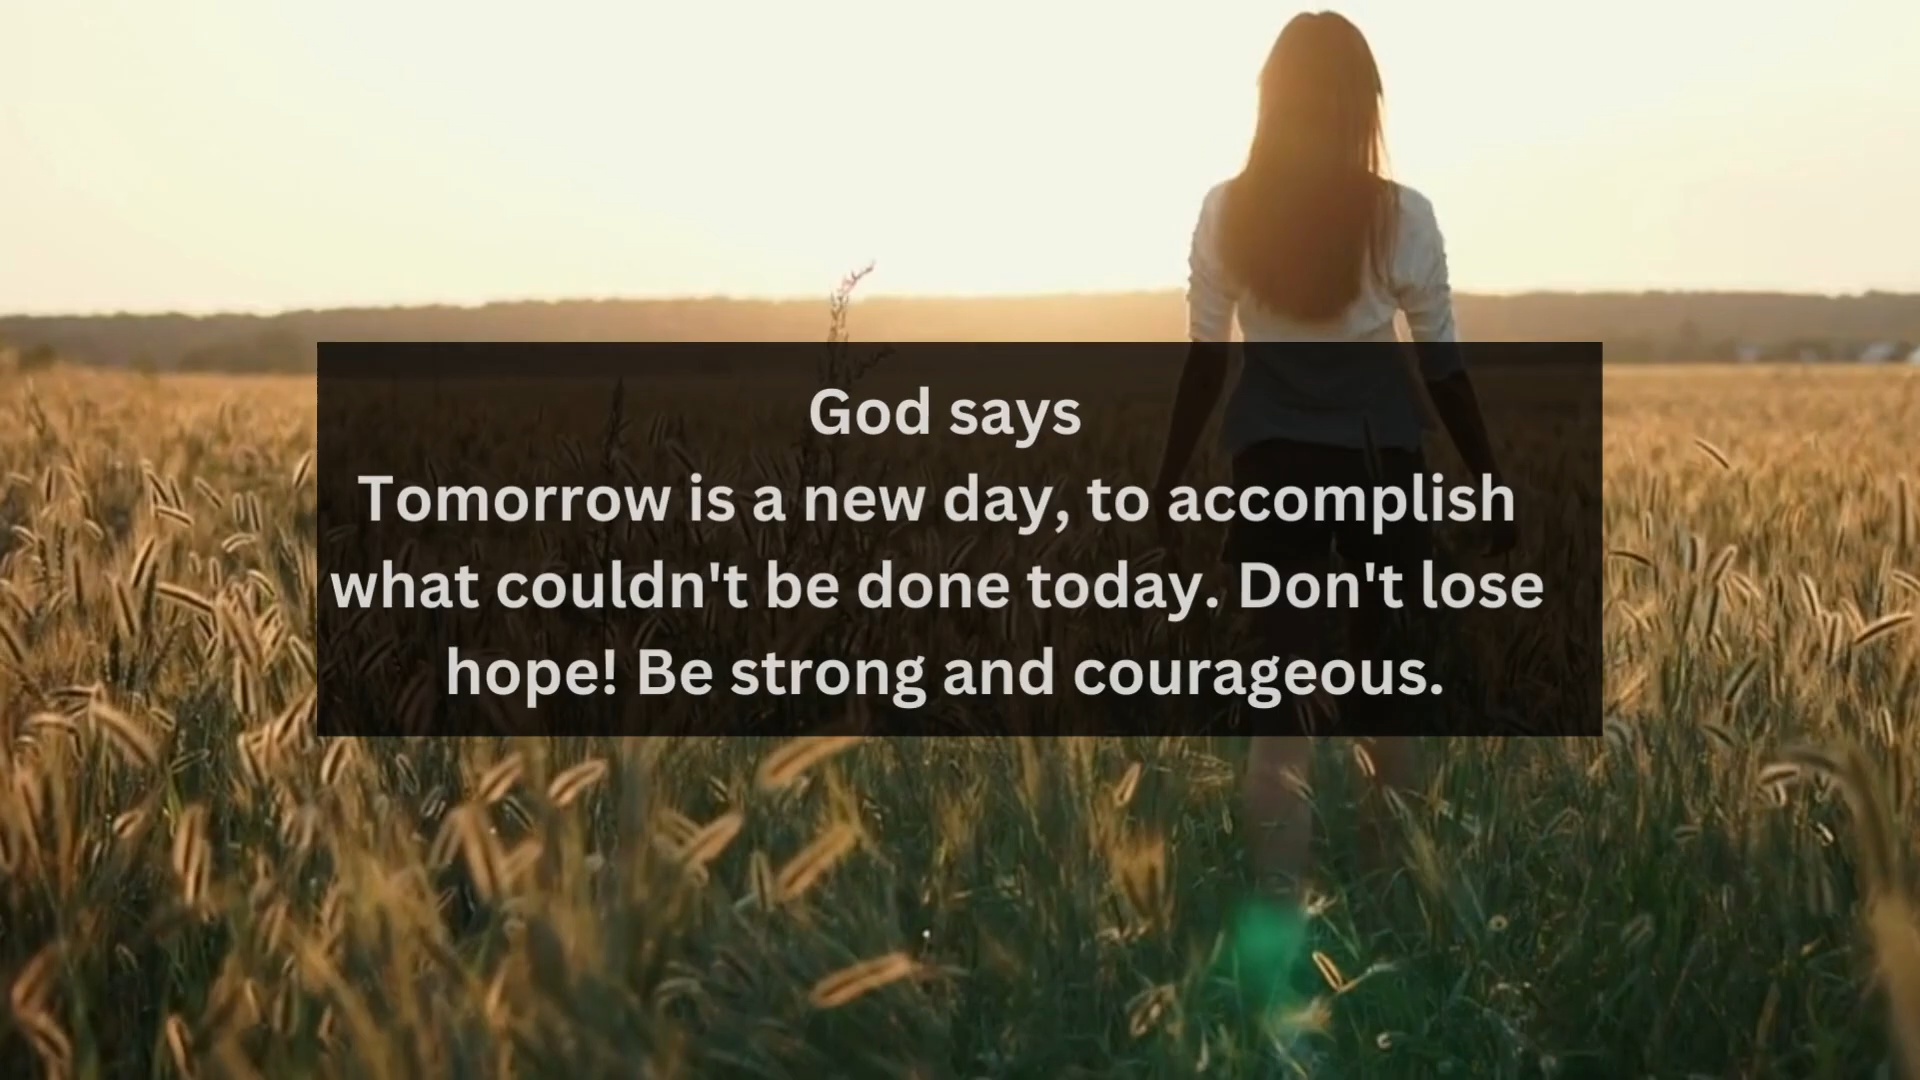 God says
Tomorrow is a new day, to accomplish
what couldn't be done today. Don't lose
hope! Be strong and courageous.